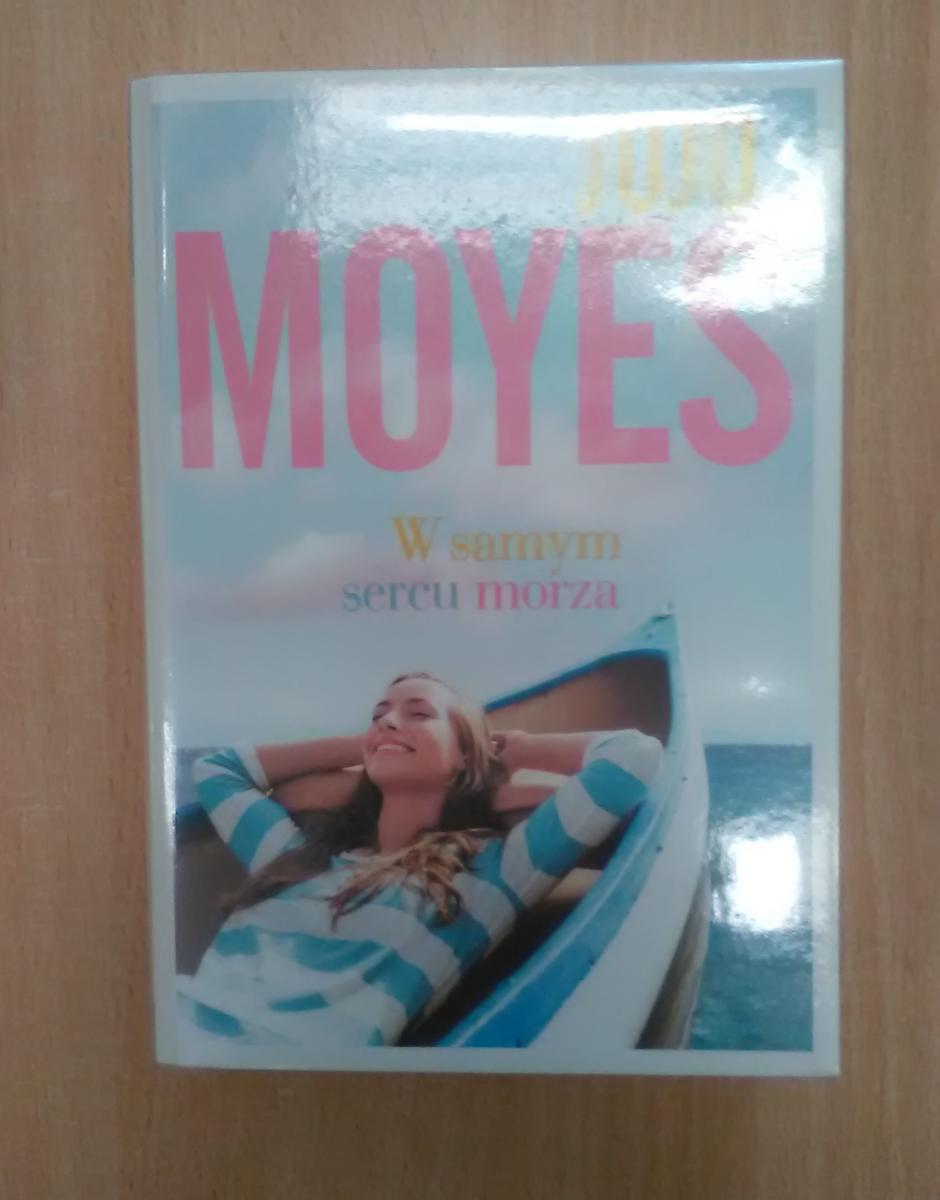 JOJO
MOYES
W samym
sercu morza